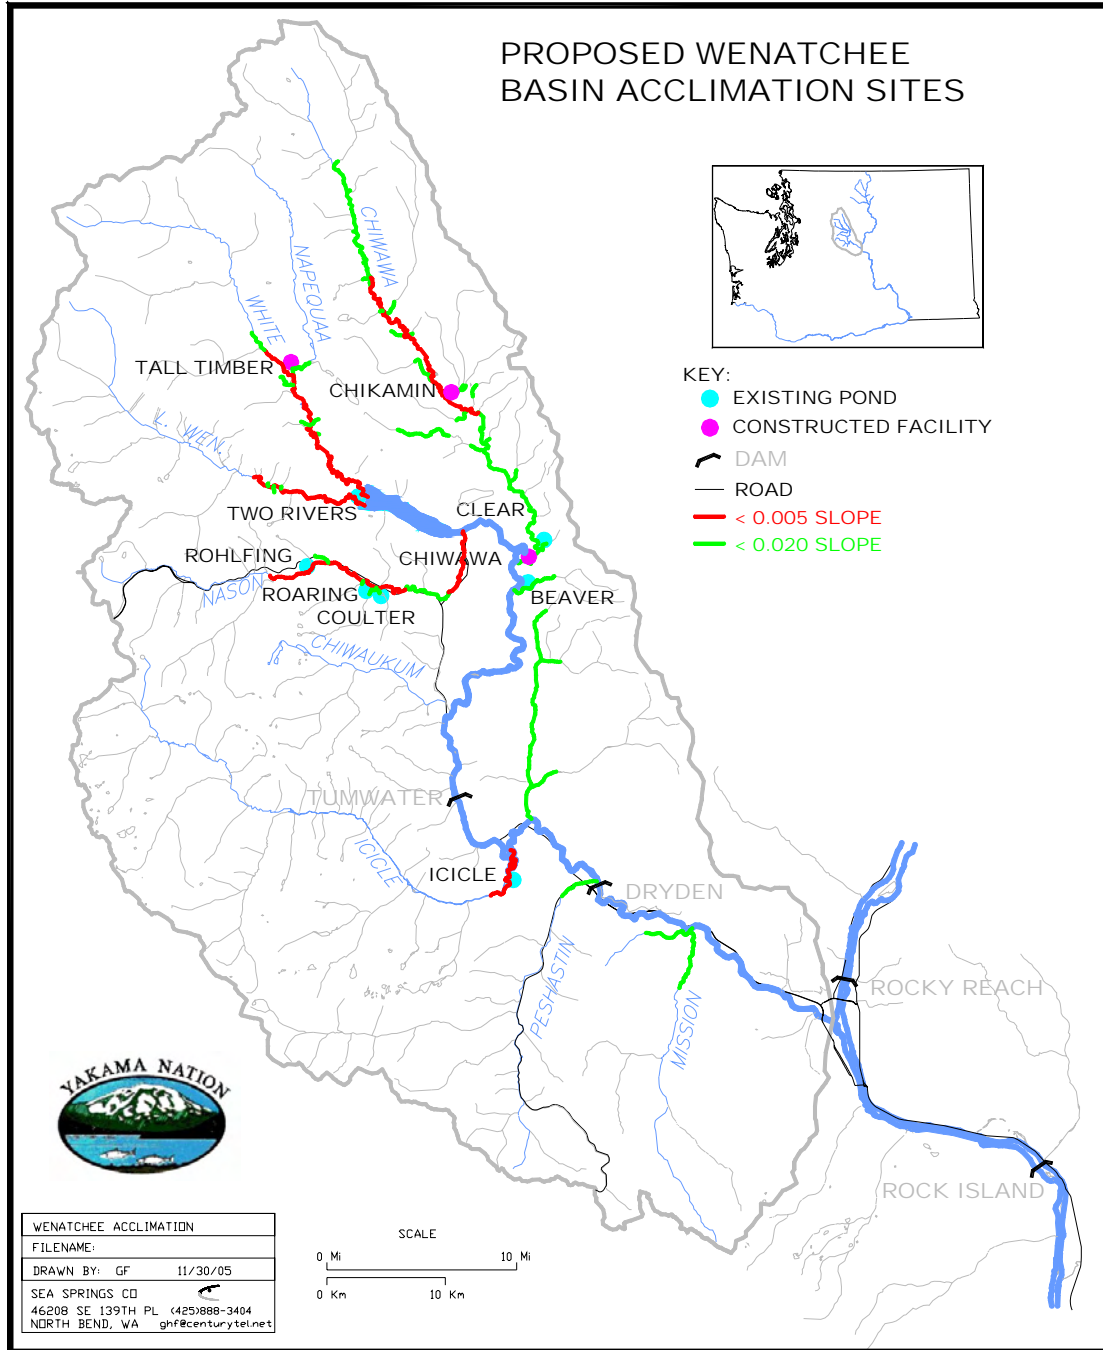 PROPOSED WENATCHEE
BASIN ACCLIMATION SITES
KEY:
EXISTING POND
CONSTRUCTED FACILITY
DAM
ROAD
< 0.005 SLOPE
< 0.020 SLOPE
CHIWAWA
NAPEQUAA
WHITE
TALL TIMBER
CHIKAMIN
L. WEN.
TWO RIVERS
CLEAR
CHIWAWA
ROHLFING
NASON
ROARING
COULTER
BEAVER
CHIWAUKUM
TUMWATER
ICICLE
ICICLE
DRYDEN
PESHASTIN
MISSION
ROCKY REACH
ROCK ISLAND
YAKAMA NATION
WENATCHEE ACCLIMATION
FILENAME:
DRAWN BY: GF 11/30/05
SEA SPRINGS CO
46208 SE 139TH PL (425)888-3404
NORTH BEND, WA ghf@centurytel.net
SCALE
0 Mi 10 Mi
0 Km 10 Km